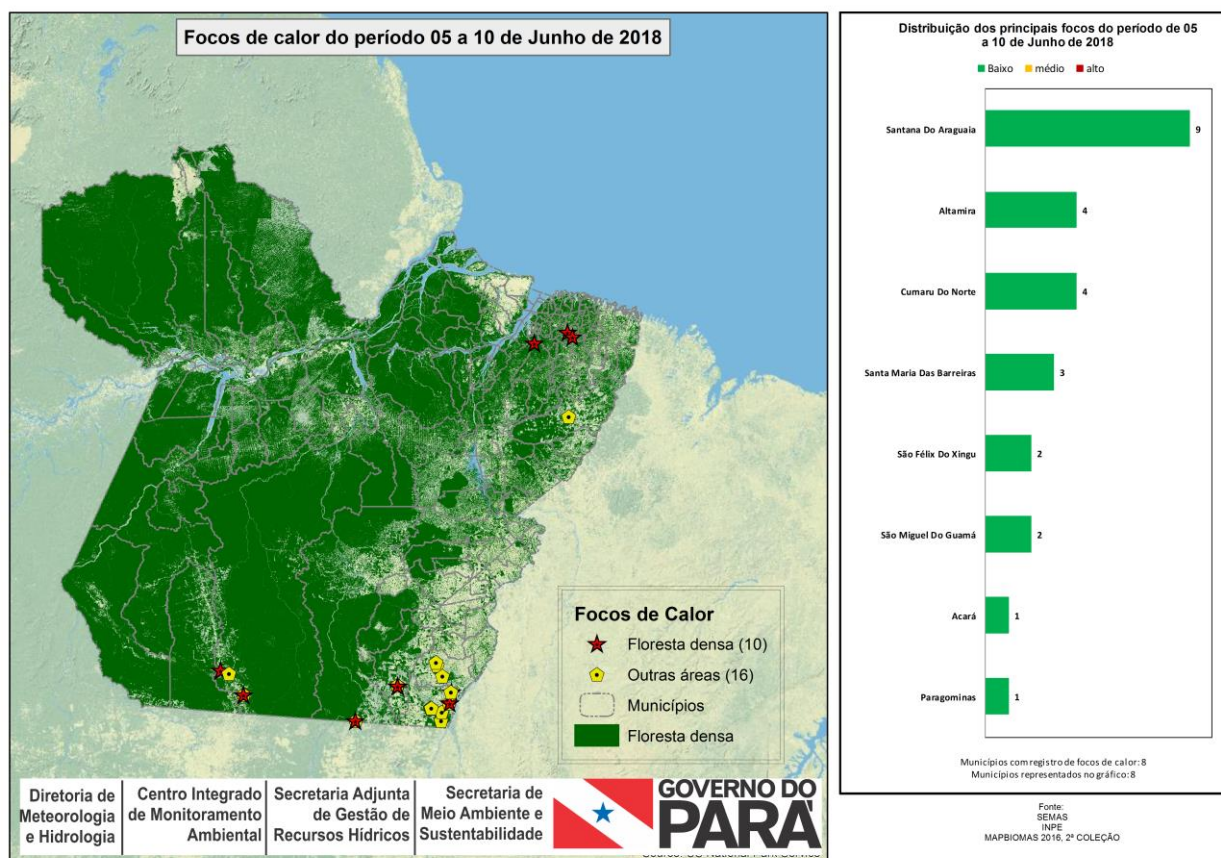 Focos de calor do período 05 a 10 de Junho de 2018
Focos de Calor
Floresta densa (10)
Outras áreas (16)
Municípios
Floresta densa
Diretoria de
Meteorologia
e Hidrologia
Centro Integrado
de Monitoramento
Ambiental
Secretaria Adjunta
de Gestão de
Recursos Hídricos
Secretaria de
Meio Ambiente e
Sustentabilidade
GOVERNO DO
PARÁ
Distribuição dos principais focos do período de 05
a 10 de Junho de 2018
Baixo médio alto
Santana Do Araguaia 9
Altamira 4
Cumaru Do Norte 4
Santa Maria Das Barreiras 3
São Félix Do Xingu 2
São Miguel Do Guamá 2
Acará 1
Paragominas 1
Municípios com registro de focos de calor: 8
Municípios representados no gráfico: 8
Fonte:
SEMAS
INPE
MAPBIOMAS 2016, 2ª COLEÇÃO